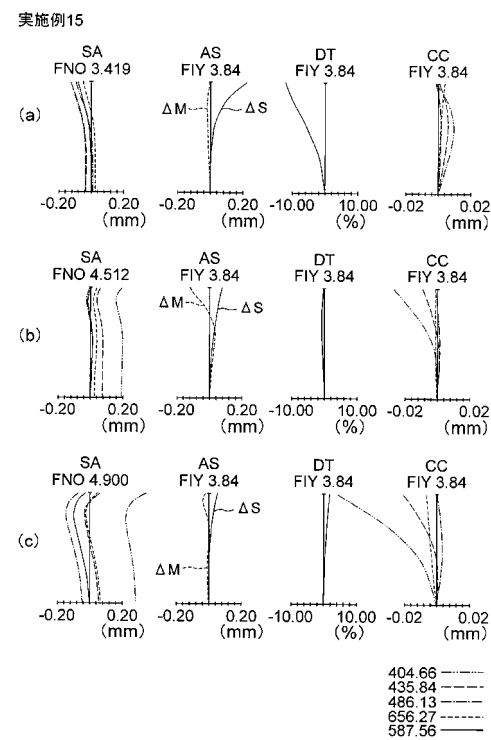 実施例15
SA AS DT CC
FNO 3.419 FIY 3.84 FIY 3.84 FIY 3.84
(a) ΔM ΔS
-0.20 0.20 -0.20 0.20 -10.00 10.00 -0.02 0.02
(mm) (mm) (%) (mm)
SA AS DT CC
FNO 4.512 FIY 3.84 FIY 3.84 FIY 3.84
(b) ΔM ΔS
-0.20 0.20 -0.20 0.20 -10.00 10.00 -0.02 0.02
(mm) (mm) (%) (mm)
SA AS DT CC
FNO 4.900 FIY 3.84 FIY 3.84 FIY 3.84
ΔS
(c)
ΔM
-0.20 0.20 -0.20 0.20 -10.00 10.00 -0.02 0.02
(mm) (mm) (%) (mm)
404.66
435.84
486.13
656.27
587.56